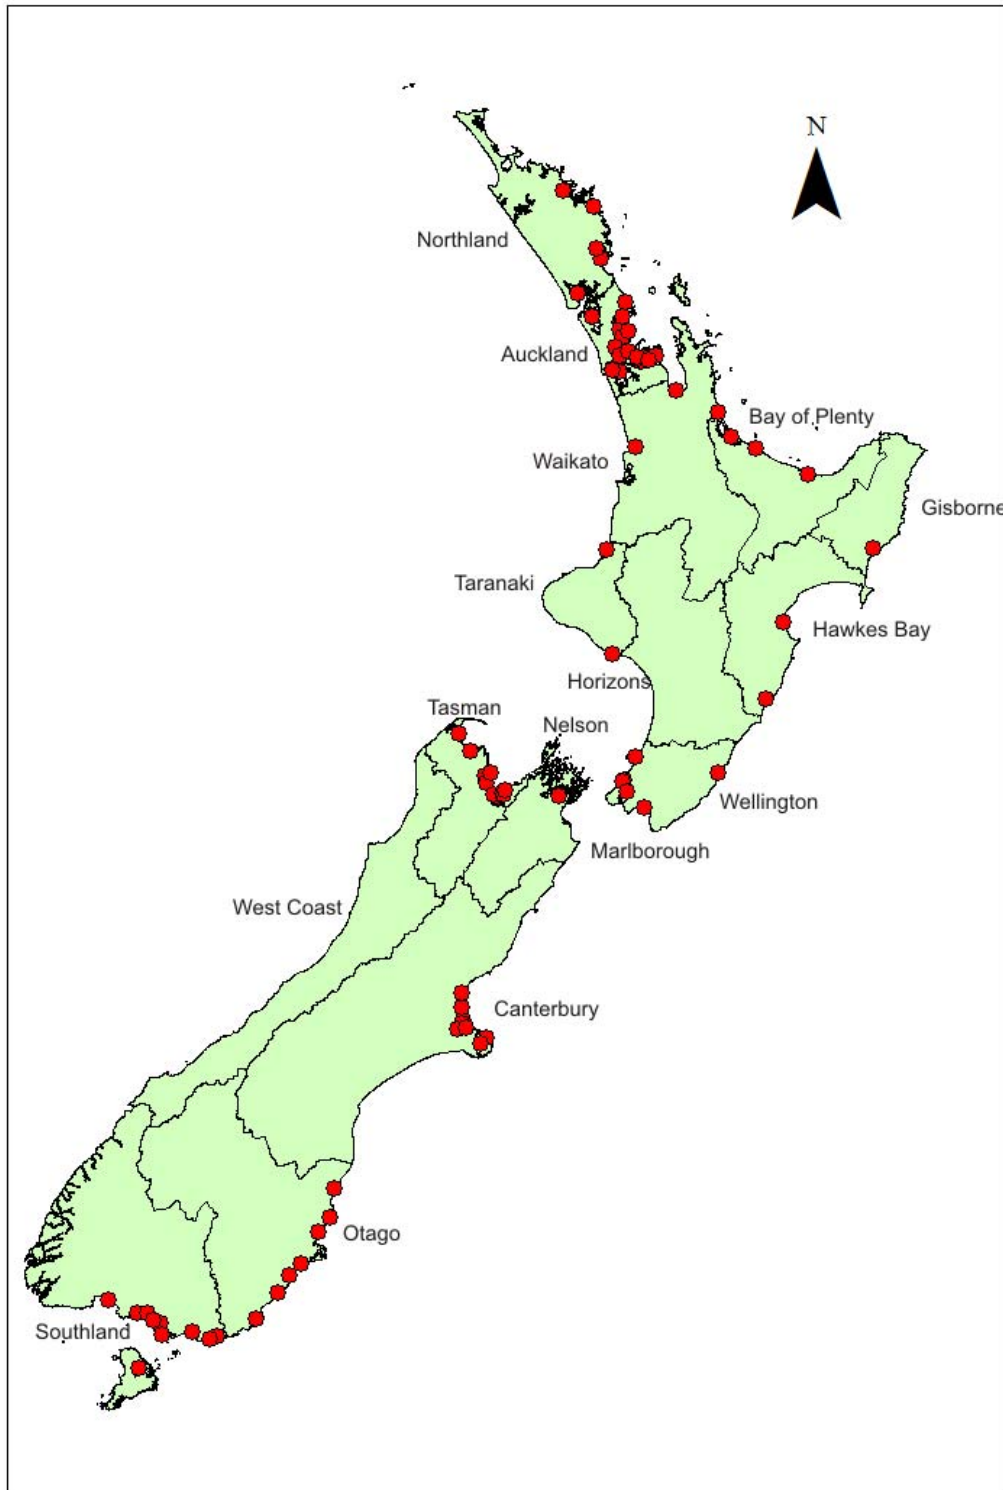 N
Northland
Auckland
Bay of Plenty
Waikato
Gisborne
Taranaki
Hawkes Bay
Horizons
Tasman
Nelson
Wellington
Marlborough
West Coast
Canterbury
Otago
Southland